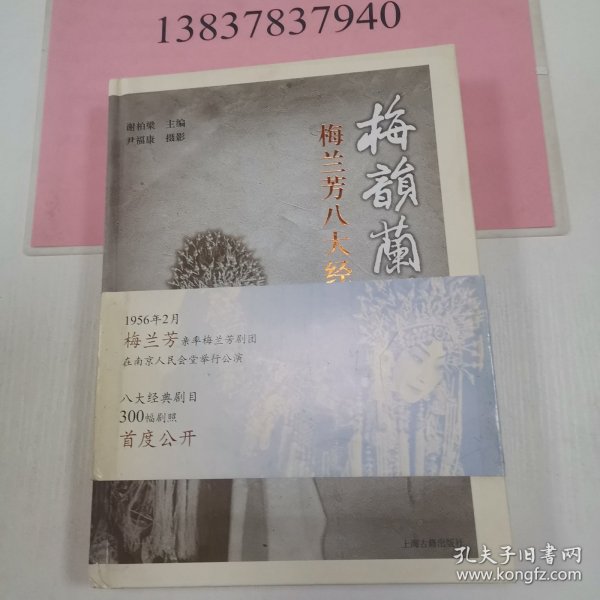 13837837940
谢柏梁 主编
尹福康 摄影
梅韻蘭
梅兰芳八大经
1956年2月
梅兰芳亲率梅兰芳剧团
在南京人民会堂举行公演
八大经典剧目
300幅剧照
首度公开
上海古籍出版社
孔夫子旧书网
www.kongfz.com